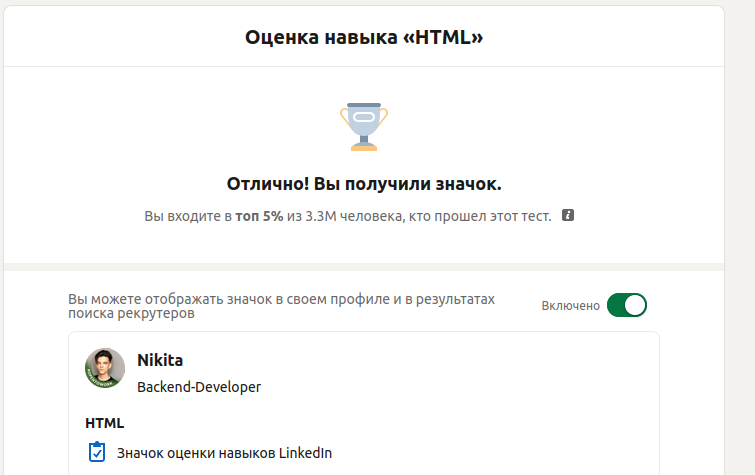 Оценка навыка «HTML»
Отлично! Вы получили значок.
Вы входите в топ 5% из 3.3M человека, кто прошел этот тест.
Вы можете отображать значок в своем профиле и в результатах
поиска рекрутеров
Включено
Nikita
Backend-Developer
HTML
Значок оценки навыков LinkedIn